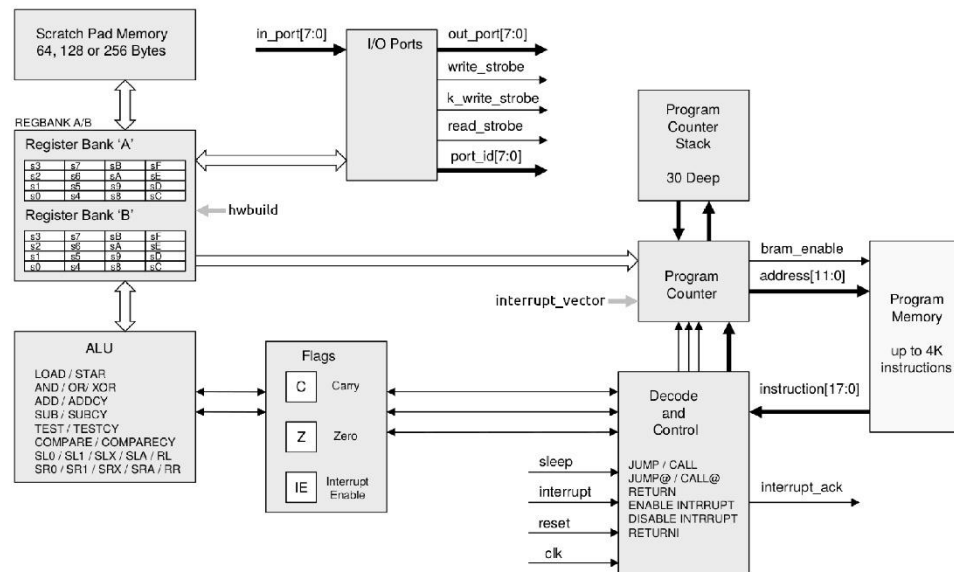 Scratch Pad Memory
64, 128 or 256 Bytes
in_port[7:0]
I/O Ports
out_port[7:0]
write_strobe
k_write_strobe
read_strobe
port_id[7:0]
REGBANK A/B
Register Bank 'A'
s3 s7 sB sF
s2 s6 sA sE
s1 s5 s9 sD
s0 s4 s8 sC
Register Bank 'B'
s3 s7 sB sF
s2 s6 sA sE
s1 s5 s9 sD
s0 s4 s8 sC
hwbuild
Program
Counter
Stack
30 Deep
Program
Counter
interrupt_vector
bram_enable
address[11:0]
Program
Memory
up to 4K
instructions
instruction[17:0]
ALU
LOAD / STAR
AND / OR/ XOR
ADD / ADDCY
SUB / SUBCY
TEST / TESTCY
COMPARE / COMPARECY
SL0 / SL1 / SLX / SLA / RL
SR0 / SR1 / SRX / SRA / RR
Flags
C Carry
Z Zero
IE Interrupt
Enable
Decode
and
Control
JUMP / CALL
JUMP@ / CALL@
RETURN
ENABLE INTRRUPT
DISABLE INTRRUPT
RETURNI
sleep
interrupt
reset
clk
interrupt_ack